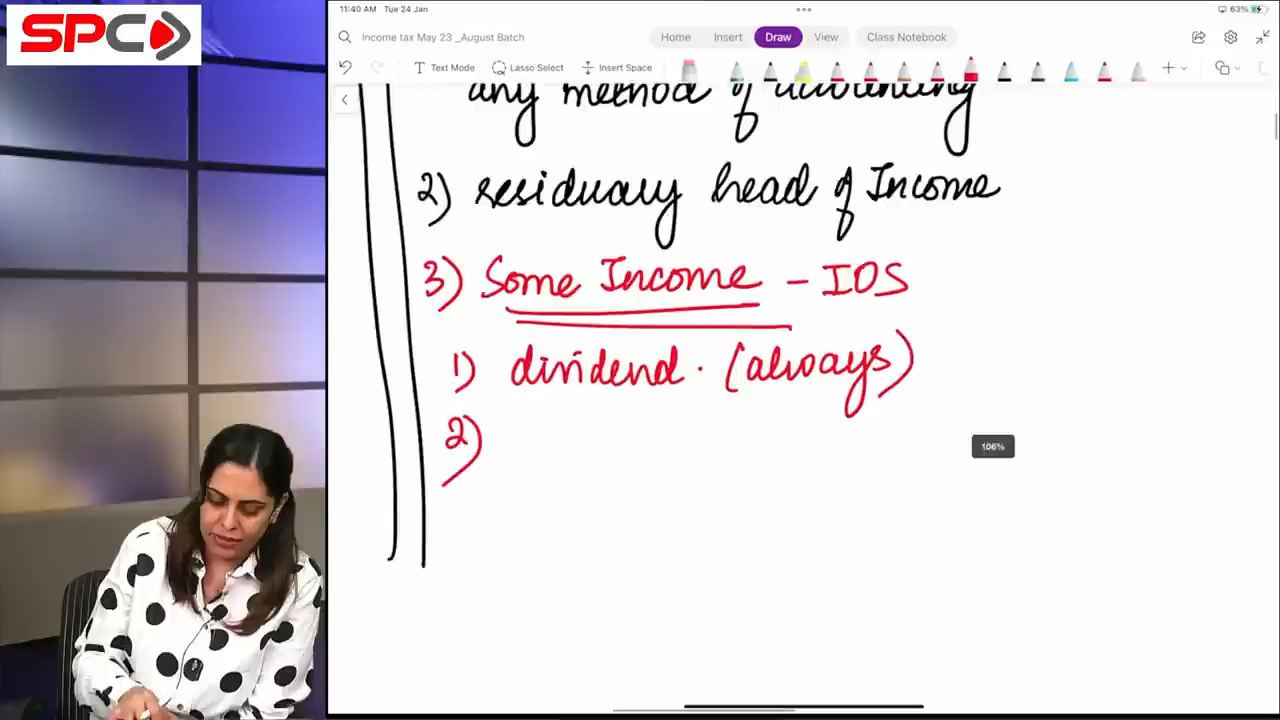 SPC
11:40 AM Tue 24 Jan
63%
Income tax May 23 _August Batch
Home Insert Draw View Class Notebook
Text Mode Lasso Select Insert Space
any method of accounting
2) residuary head of Income
3) Some Income - IOS
1) dividend. (always)
2)
106%